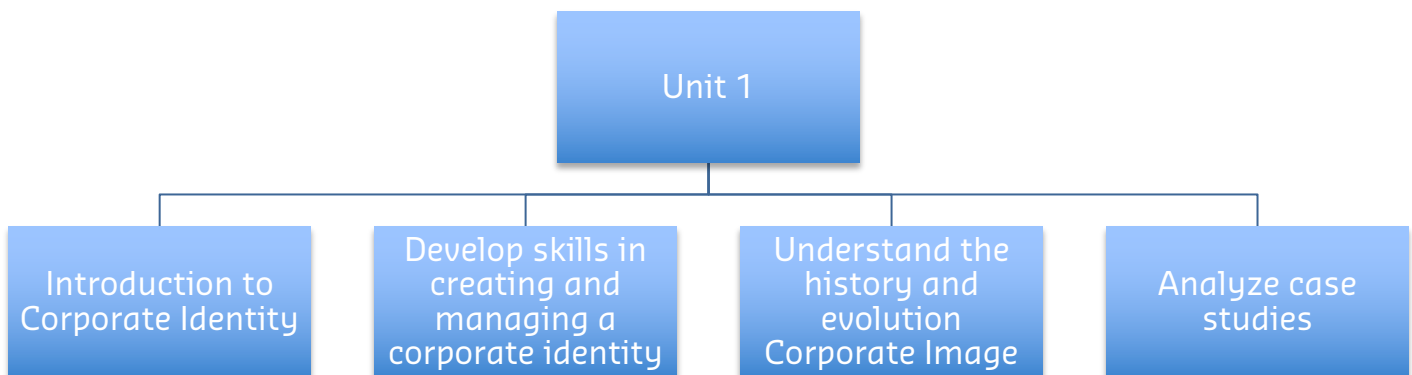 Unit 1
Introduction to
Corporate Identity
Develop skills in
creating and
managing a
corporate identity
Understand the
history and
evolution
Corporate Image
Analyze case
studies